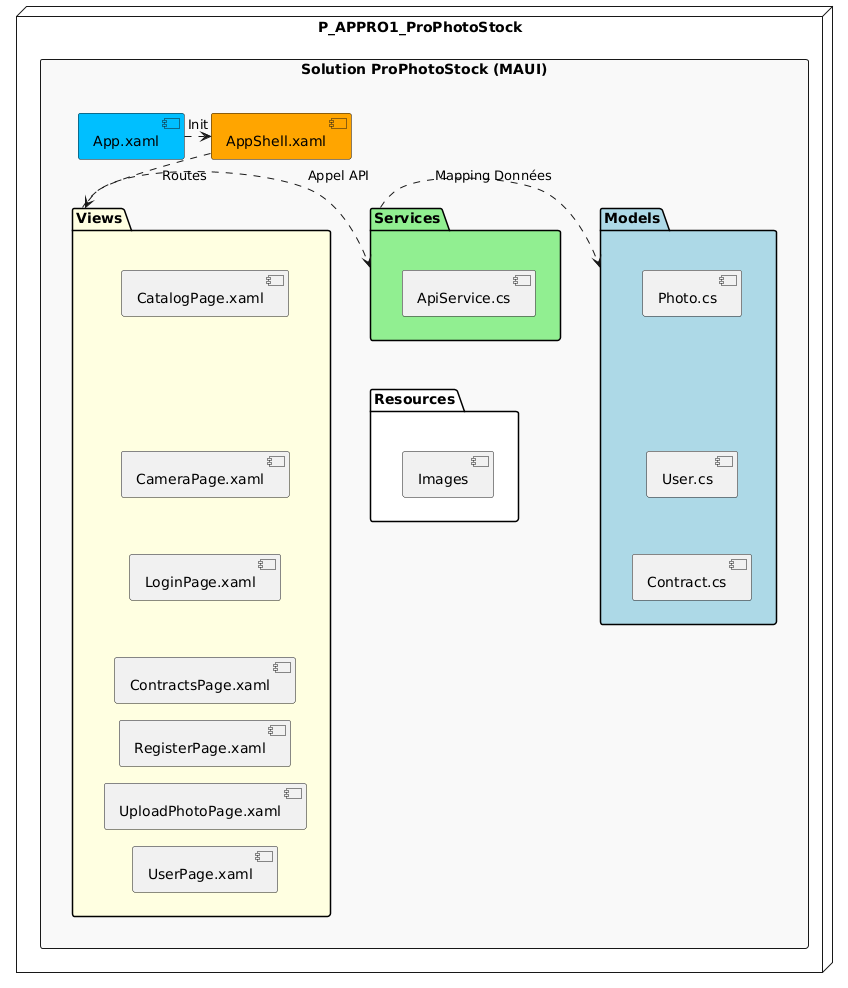 P_APPRO1_ProPhotoStock
Solution ProPhotoStock (MAUI)
App.xaml
Init
AppShell.xaml
Routes
Appel API
Mapping Données
Views
CatalogPage.xaml
CameraPage.xaml
LoginPage.xaml
ContractsPage.xaml
RegisterPage.xaml
UploadPhotoPage.xaml
UserPage.xaml
Services
ApiService.cs
Resources
Images
Models
Photo.cs
User.cs
Contract.cs